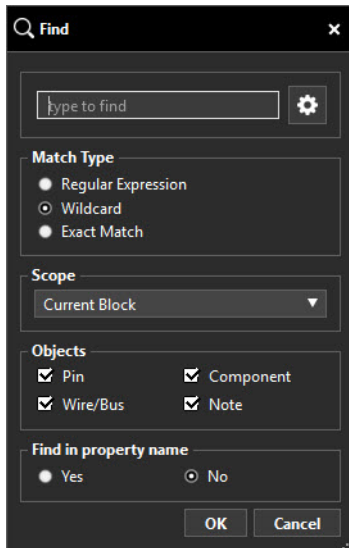 Find
type to find
Match Type
Regular Expression
Wildcard
Exact Match
Scope
Current Block
Objects
Pin Component
Wire/Bus Note
Find in property name
Yes No
OK Cancel